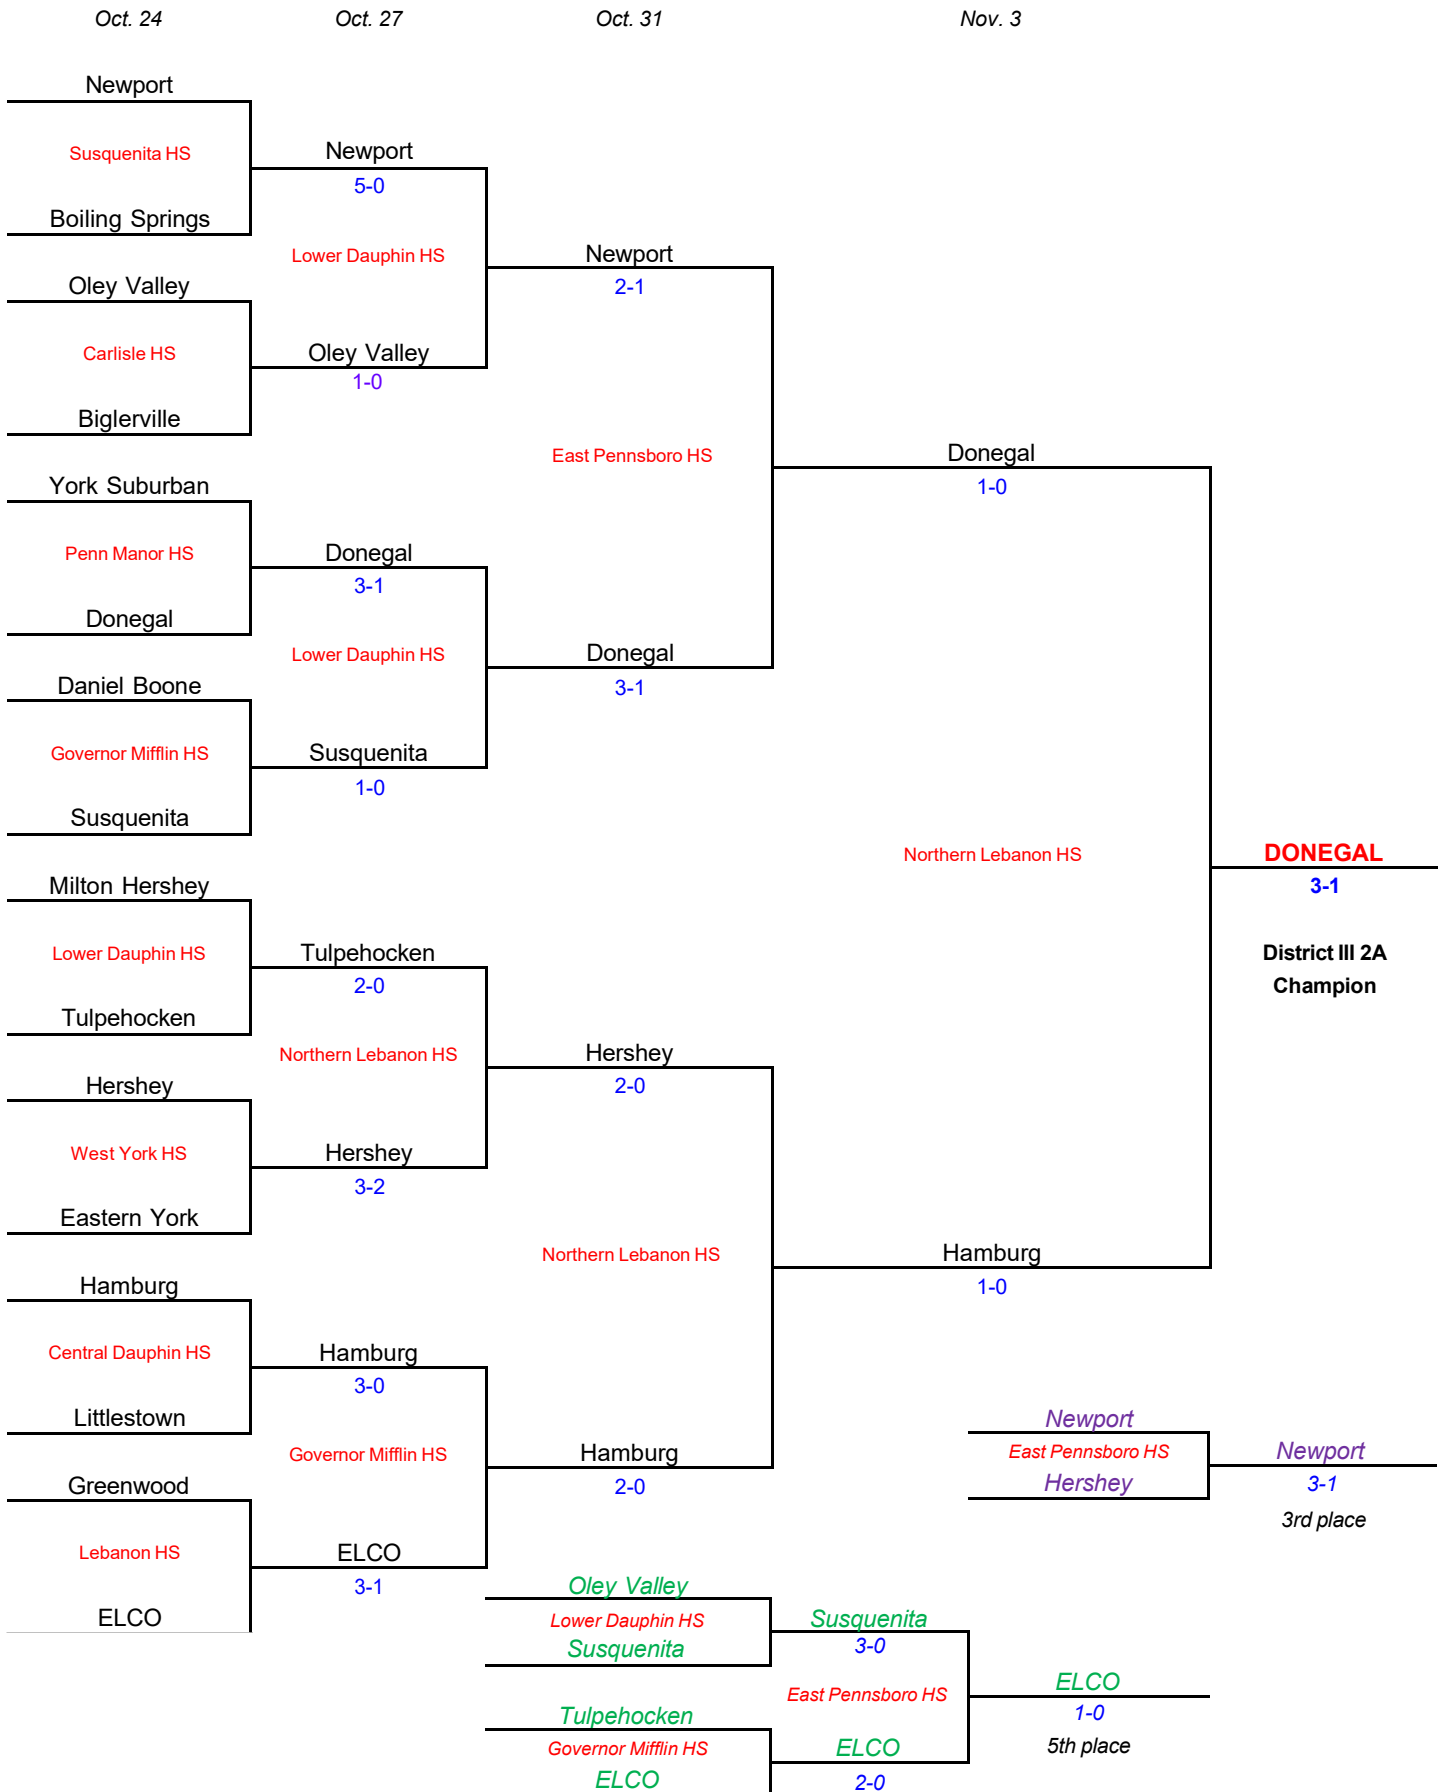 Oct. 24 Oct. 27 Oct. 31 Nov. 3
Newport
Susquenita HS
Boiling Springs
Newport
5-0
Oley Valley
Carlisle HS
Biglerville
Lower Dauphin HS
Oley Valley
1-0
Newport
2-1
York Suburban
Penn Manor HS
Donegal
Donegal
3-1
Daniel Boone
Governor Mifflin HS
Susquenita
Lower Dauphin HS
Susquenita
1-0
East Pennsboro HS
Donegal
3-1
Donegal
1-0
Milton Hershey
Lower Dauphin HS
Tulpehocken
Tulpehocken
2-0
Hershey
West York HS
Eastern York
Northern Lebanon HS
Hershey
3-2
Hershey
2-0
Hamburg
Central Dauphin HS
Littlestown
Hamburg
3-0
Greenwood
Lebanon HS
ELCO
Governor Mifflin HS
ELCO
3-1
Northern Lebanon HS
Hamburg
2-0
Northern Lebanon HS
Hamburg
1-0
DONEGAL
3-1
District III 2A
Champion
Newport
East Pennsboro HS
Hershey
Newport
3-1
3rd place
Oley Valley
Lower Dauphin HS
Susquenita
Susquenita
3-0
Tulpehocken
Governor Mifflin HS
ELCO
East Pennsboro HS
ELCO
2-0
ELCO
1-0
5th place